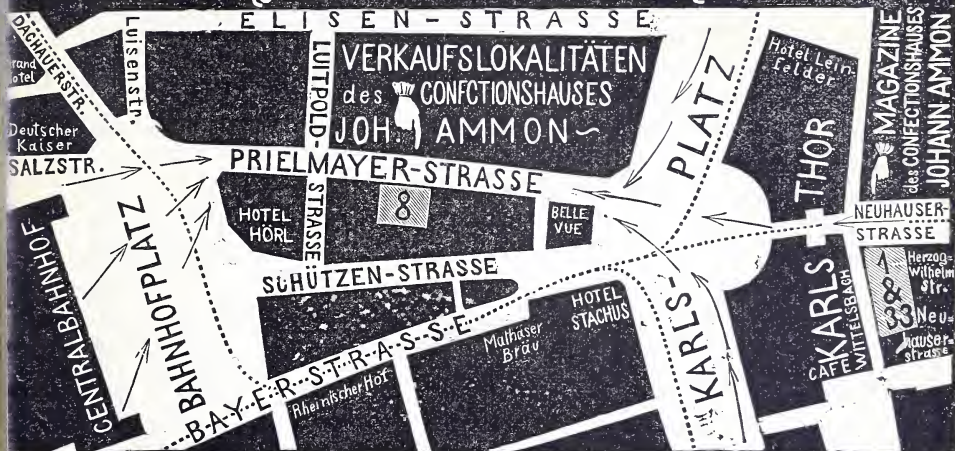 ELISEN-STRASSE
DACHAUERSTR.
Luisenstr.
LUITPOLD-STRASSE
VERKAUFSLOKALITÄTEN
des CONFCTIONSHAUSES
JOH. AMMON
Hotel Lein-
felder
MAGAZINE
des CONFECTIONSHAUSES
JOHANN AMMON
rand
otel
Deutscher
Kaiser
SALZSTR.
PRIELMAYER-STRASSE
8
HOTEL
HÖRL
BELLE
VUE
KARLS-PLATZ
KARLS THOR
NEUHAUSER-
STRASSE
CENTRALBAHNHOF
BAHNHOFPLATZ
SCHÜTZEN-STRASSE
BAYER-STRASSE
Mathäser
Bräu
HOTEL
STACHUS
Rheinischer Hof
CAFE
WITTELSBACH
1
&
33
Herzog=
Wilhelm
str.
Neu=
hauser=
strasse